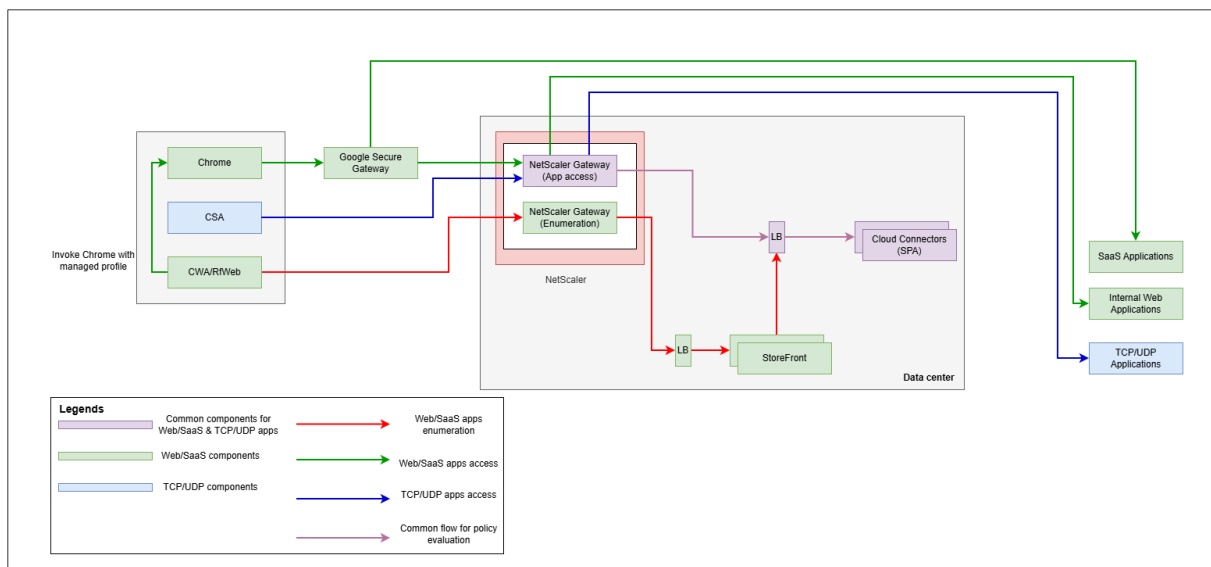 Chrome
Google Secure
Gateway
NetScaler Gateway
(App access)
CSA
NetScaler Gateway
(Enumeration)
LB
Cloud Connectors
(SPA)
Invoke Chrome with
managed profile
CWA/RfWeb
NetScaler
SaaS Applications
Internal Web
Applications
LB
StoreFront
TCP/UDP
Applications
Data center
Legends
Common components for
Web/SaaS & TCP/UDP apps
Web/SaaS apps
enumeration
Web/SaaS components
Web/SaaS apps access
TCP/UDP components
TCP/UDP apps access
Common flow for policy
evaluation